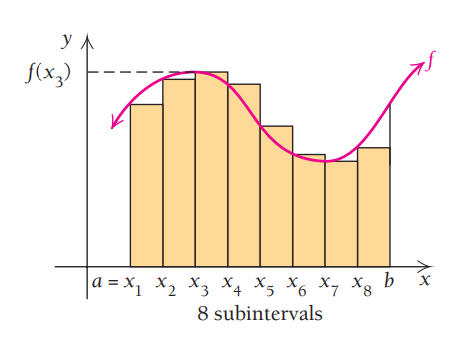 y
f
f(x₃)
a = x₁ x₂ x₃ x₄ x₅ x₆ x₇ x₈ b x
8 subintervals